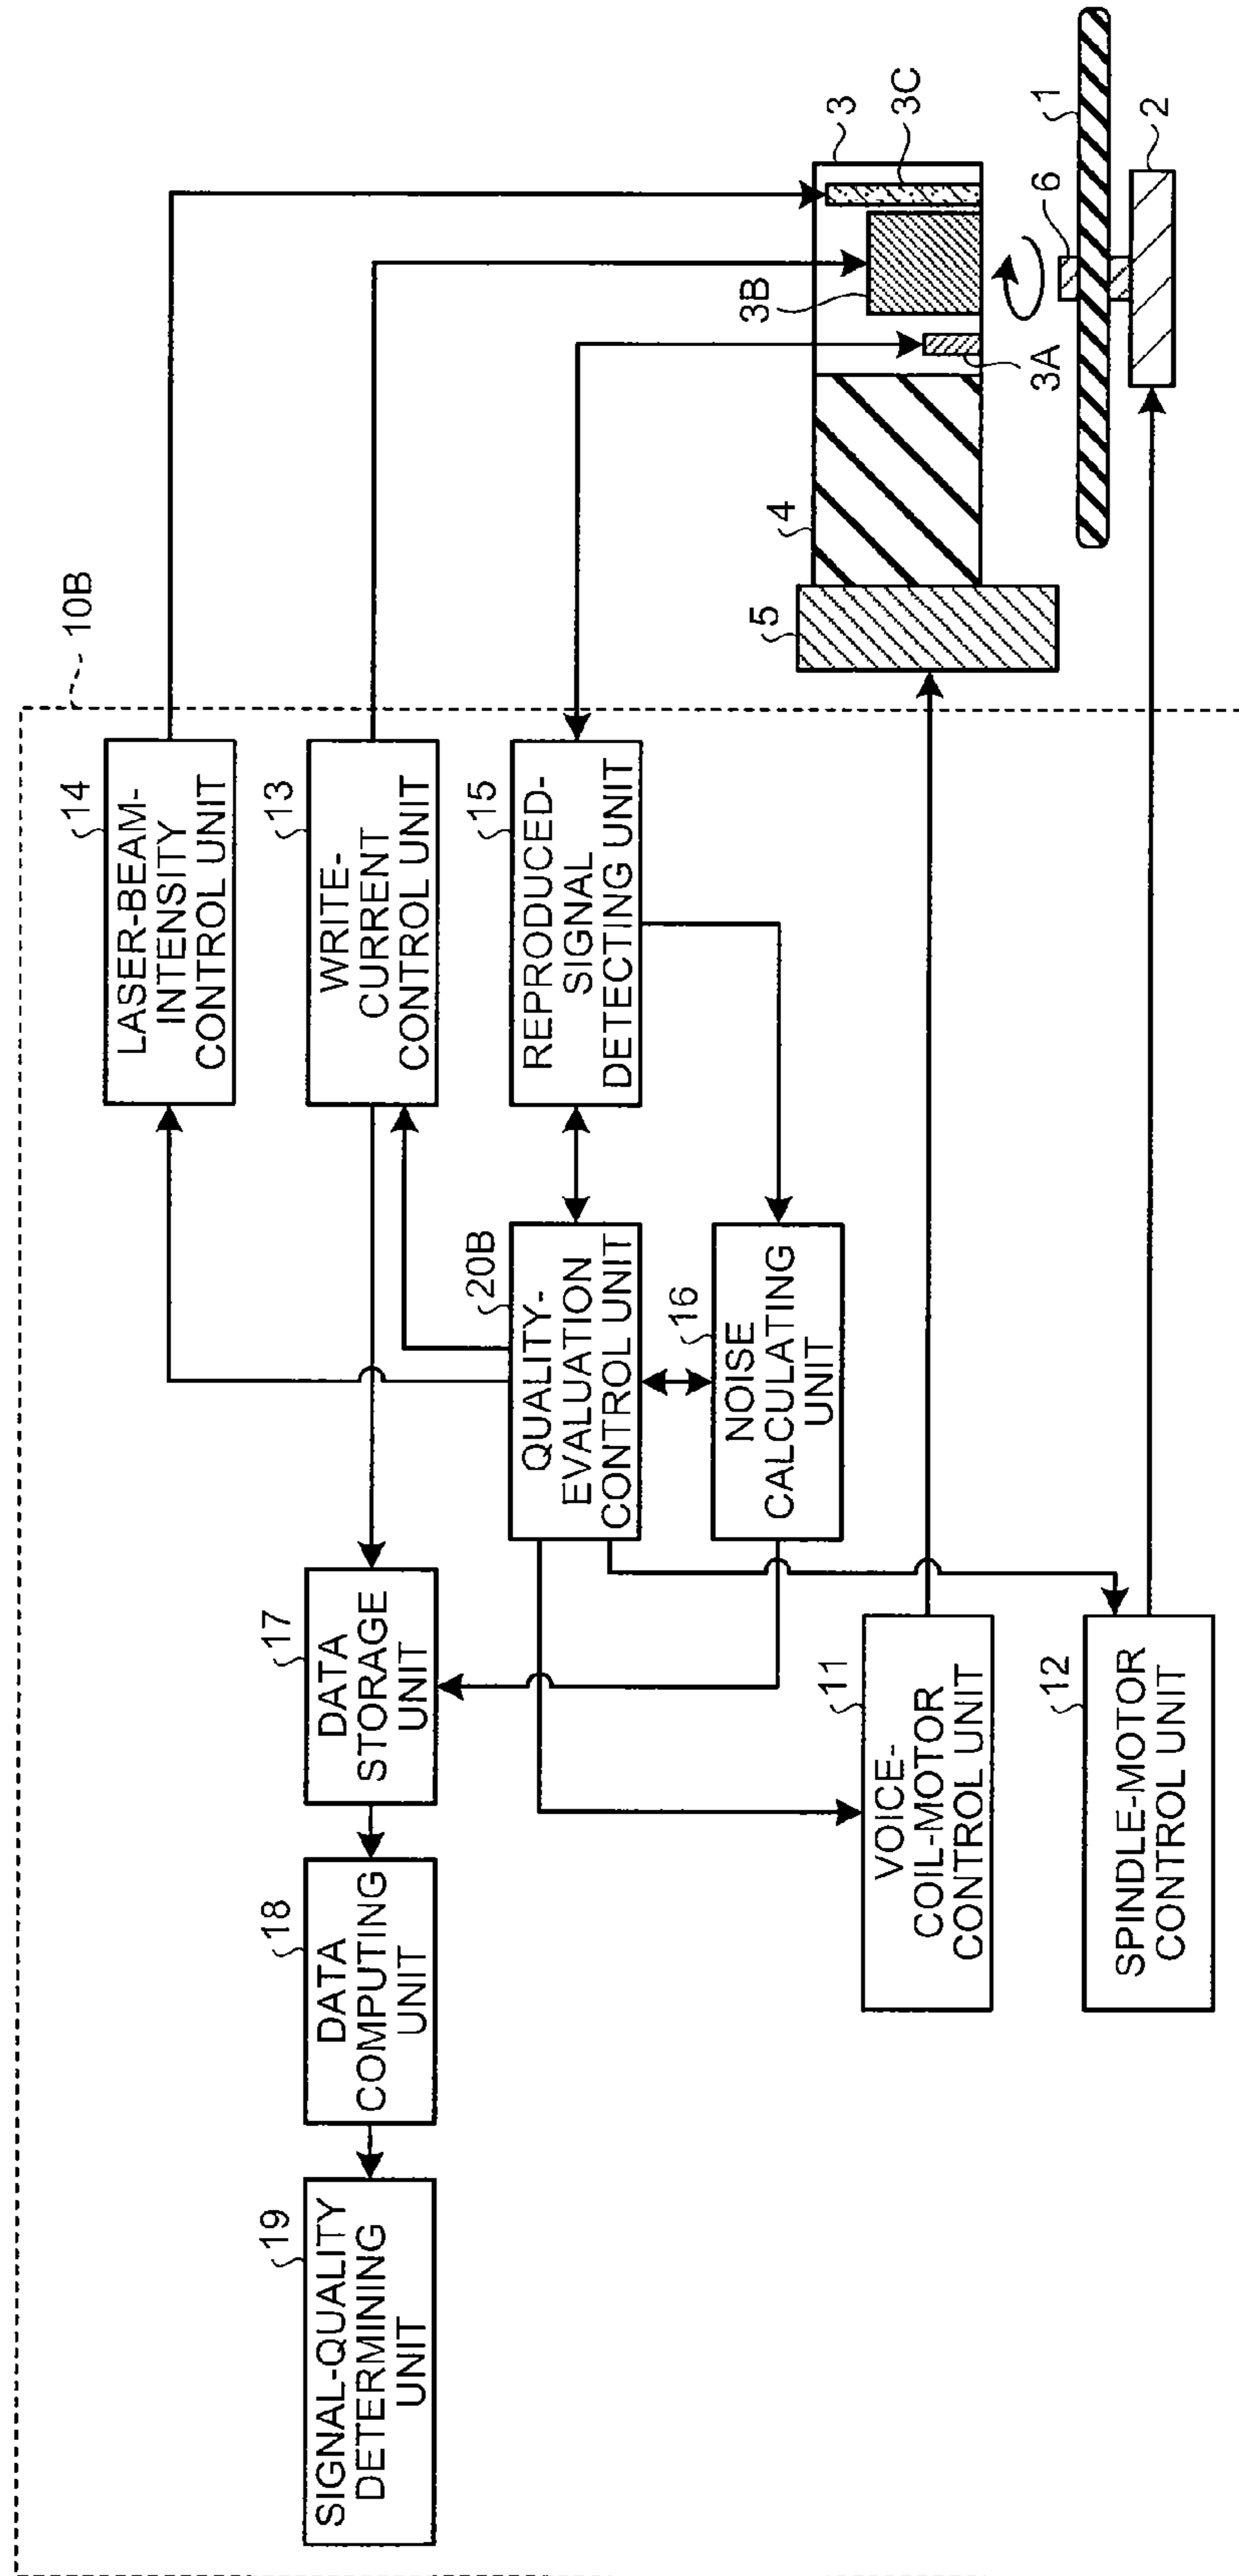 10B
14
LASER-BEAM-
INTENSITY
CONTROL UNIT
13
WRITE-
CURRENT
CONTROL UNIT
15
REPRODUCED-
SIGNAL
DETECTING UNIT
20B
QUALITY-
EVALUATION
CONTROL UNIT
16
NOISE
CALCULATING
UNIT
17
DATA
STORAGE
UNIT
18
DATA
COMPUTING
UNIT
19
SIGNAL-QUALITY
DETERMINING
UNIT
11
VOICE-
COIL-MOTOR
CONTROL UNIT
12
SPINDLE-MOTOR
CONTROL UNIT
5
4
3B
3
3C
3A
6
1
2